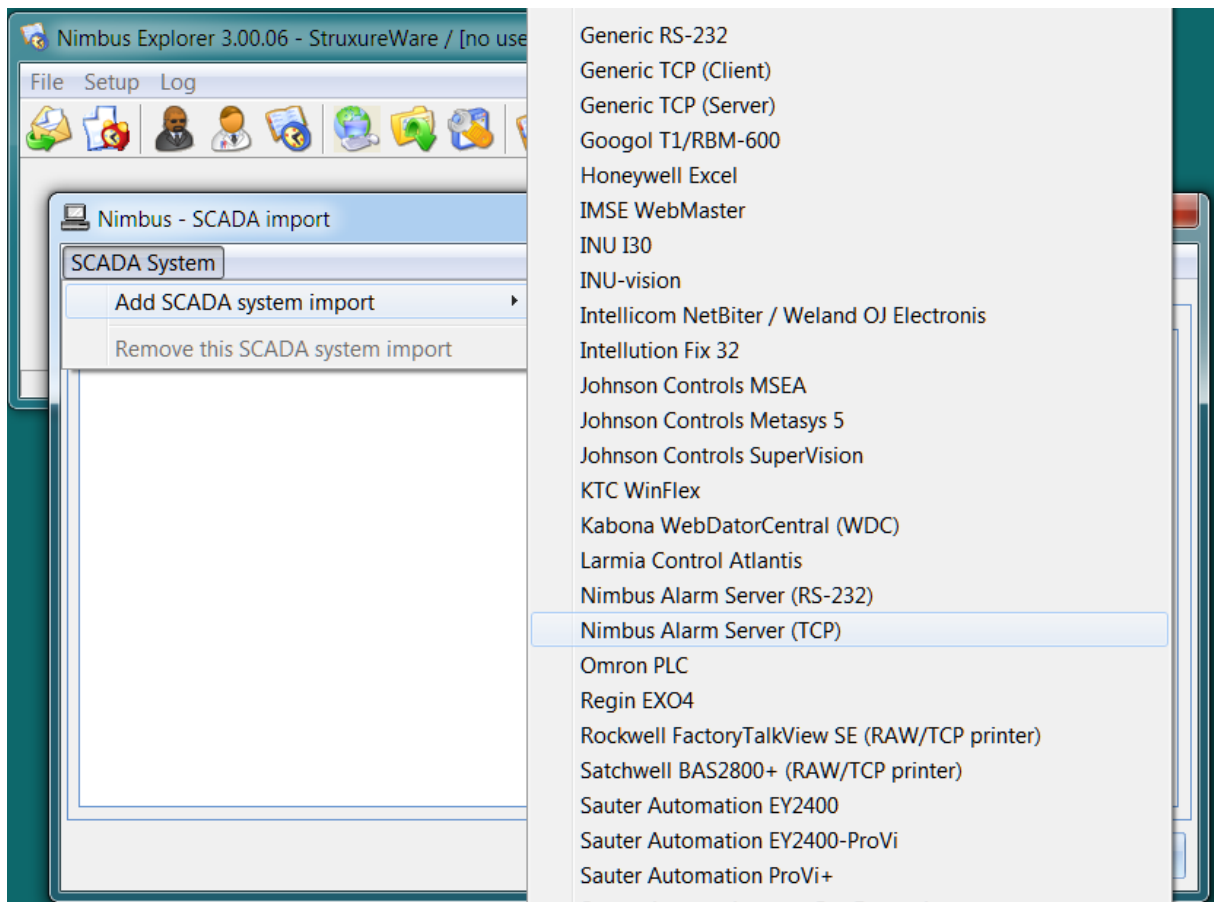 Nimbus Explorer 3.00.06 - StruxureWare / [no use
File Setup Log
Nimbus - SCADA import
SCADA System
Add SCADA system import
Remove this SCADA system import
Generic RS-232
Generic TCP (Client)
Generic TCP (Server)
Googol T1/RBM-600
Honeywell Excel
IMSE WebMaster
INU I30
INU-vision
Intellicom NetBiter / Weland OJ Electronis
Intellution Fix 32
Johnson Controls MSEA
Johnson Controls Metasys 5
Johnson Controls SuperVision
KTC WinFlex
Kabona WebDatorCentral (WDC)
Larmia Control Atlantis
Nimbus Alarm Server (RS-232)
Nimbus Alarm Server (TCP)
Omron PLC
Regin EXO4
Rockwell FactoryTalkView SE (RAW/TCP printer)
Satchwell BAS2800+ (RAW/TCP printer)
Sauter Automation EY2400
Sauter Automation EY2400-ProVi
Sauter Automation ProVi+